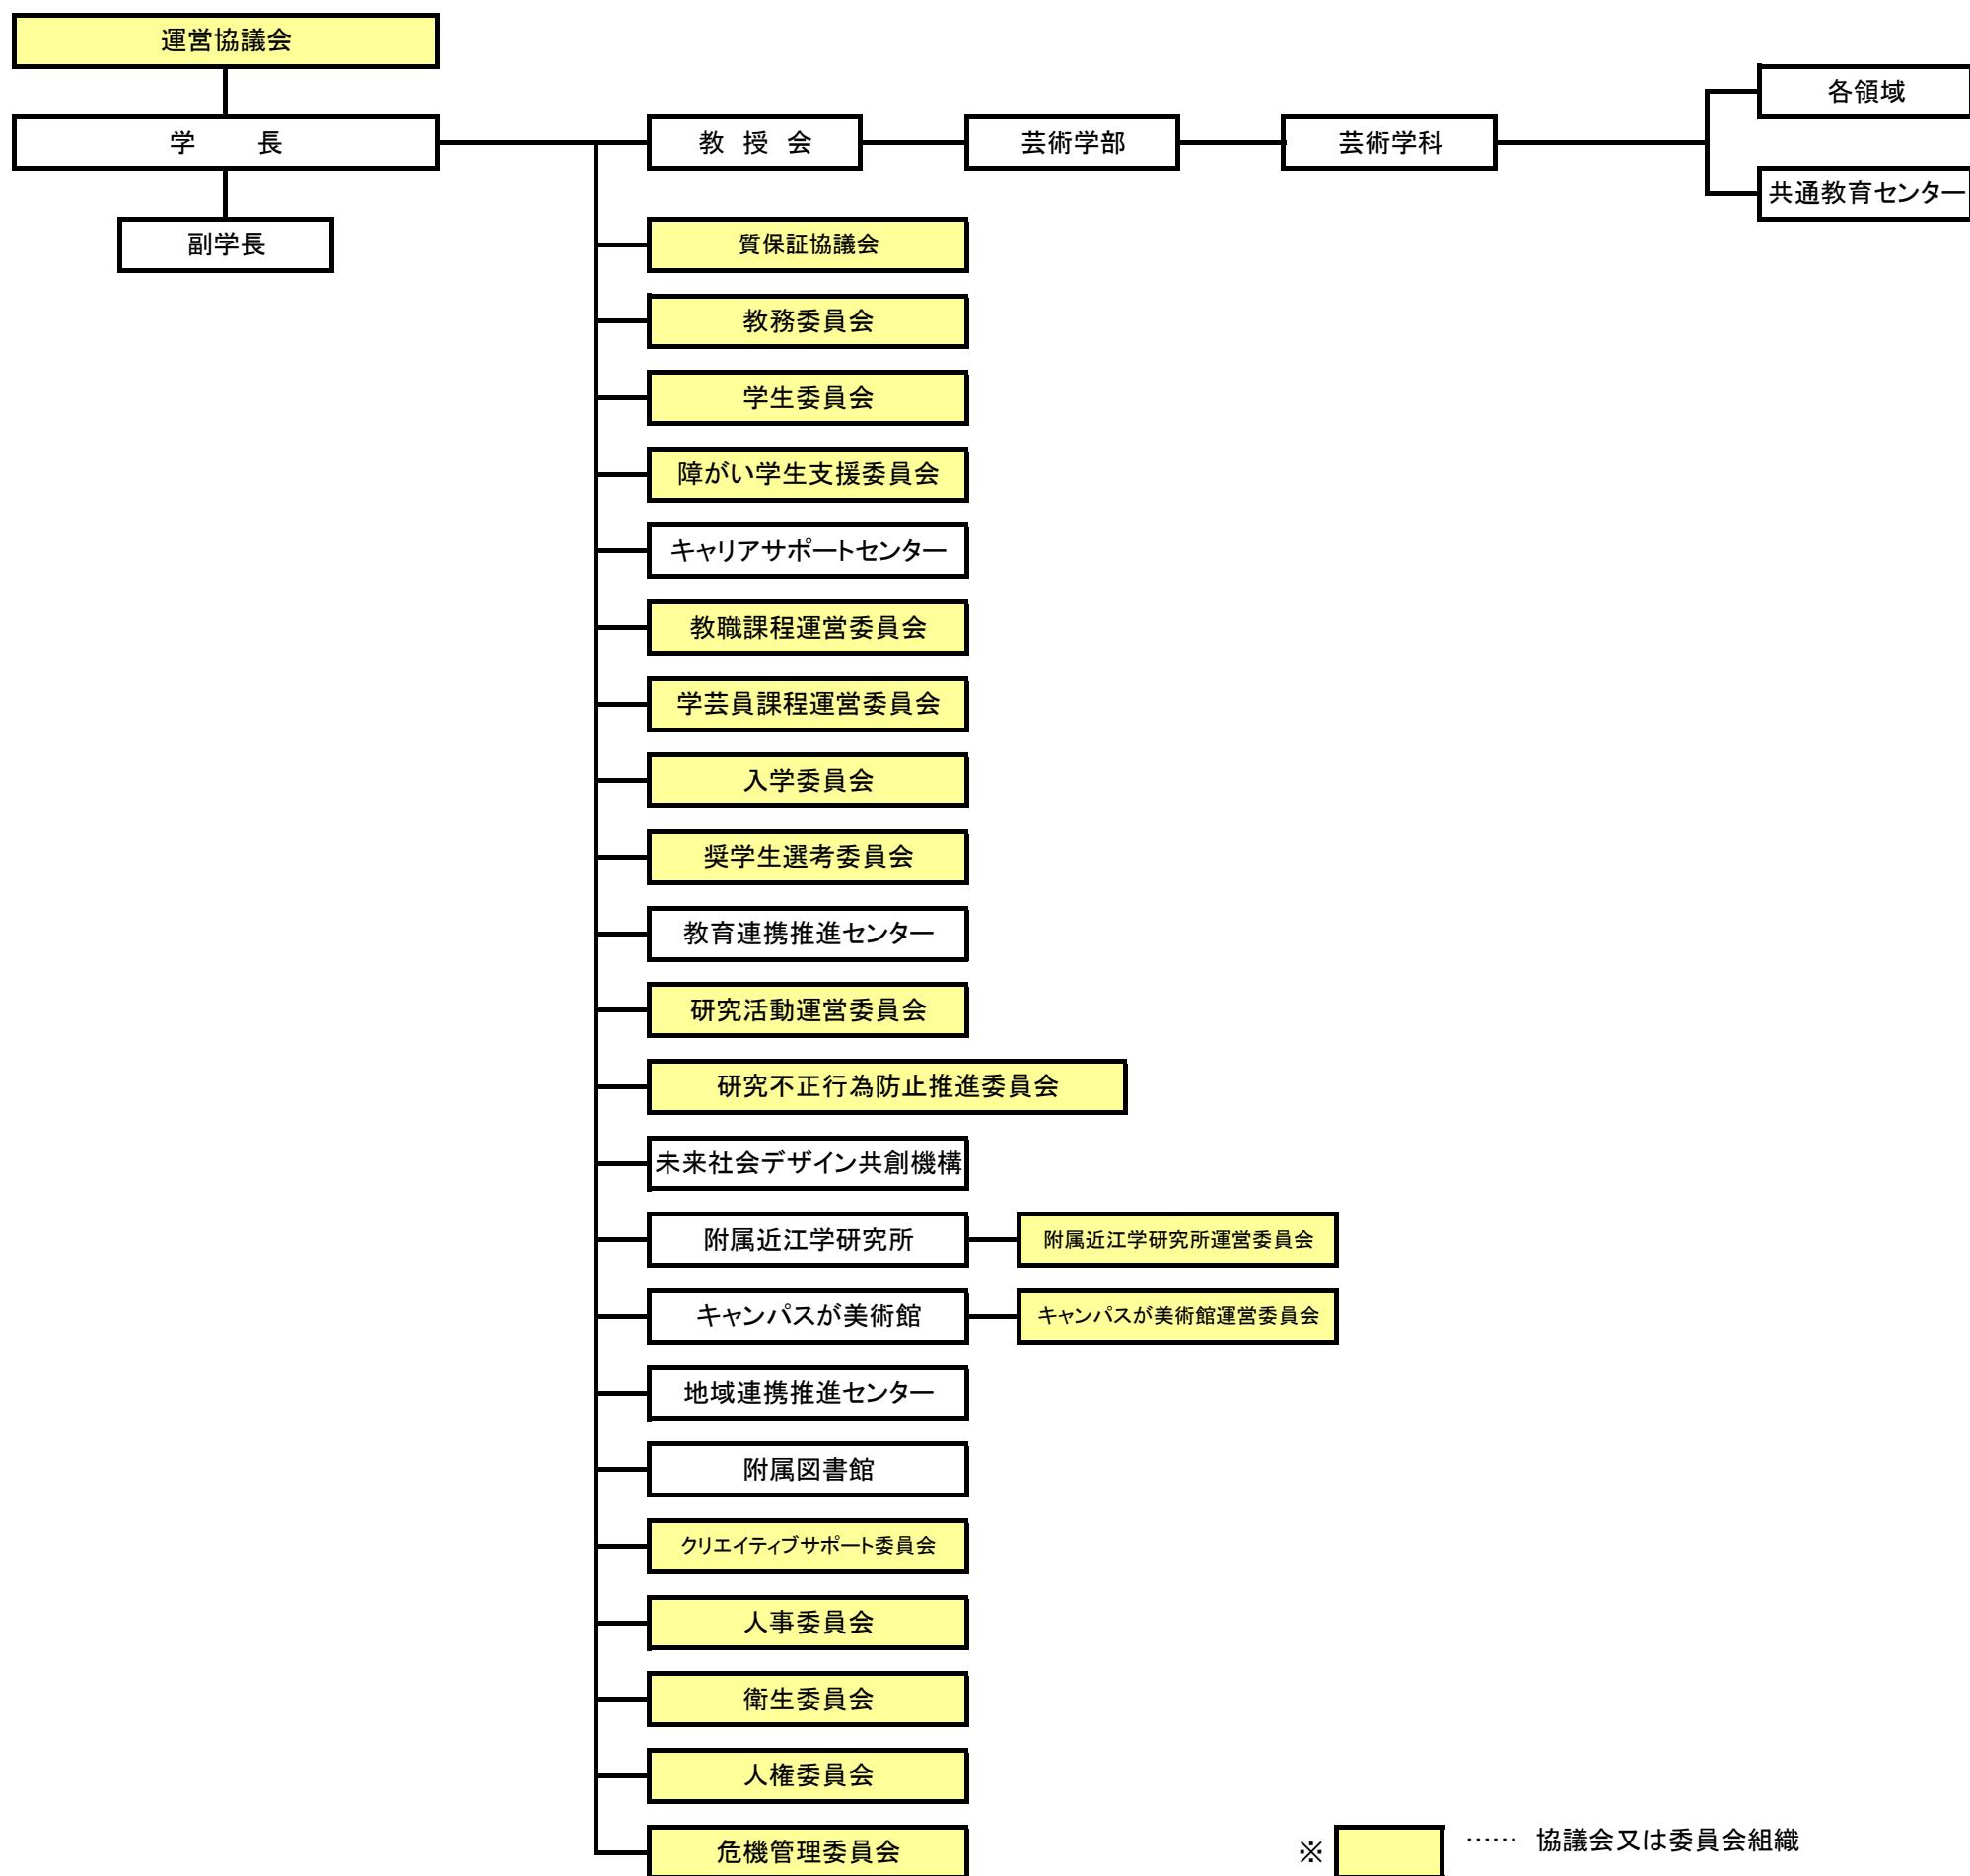 運営協議会
各領域
学　　長
教 授 会
芸術学部
芸術学科
共通教育センター
副学長
質保証協議会
教務委員会
学生委員会
障がい学生支援委員会
キャリアサポートセンター
教職課程運営委員会
学芸員課程運営委員会
入学委員会
奨学生選考委員会
教育連携推進センター
研究活動運営委員会
研究不正行為防止推進委員会
未来社会デザイン共創機構
附属近江学研究所
附属近江学研究所運営委員会
キャンパスが美術館
キャンパスが美術館運営委員会
地域連携推進センター
附属図書館
クリエイティブサポート委員会
人事委員会
衛生委員会
人権委員会
危機管理委員会
※ …… 協議会又は委員会組織